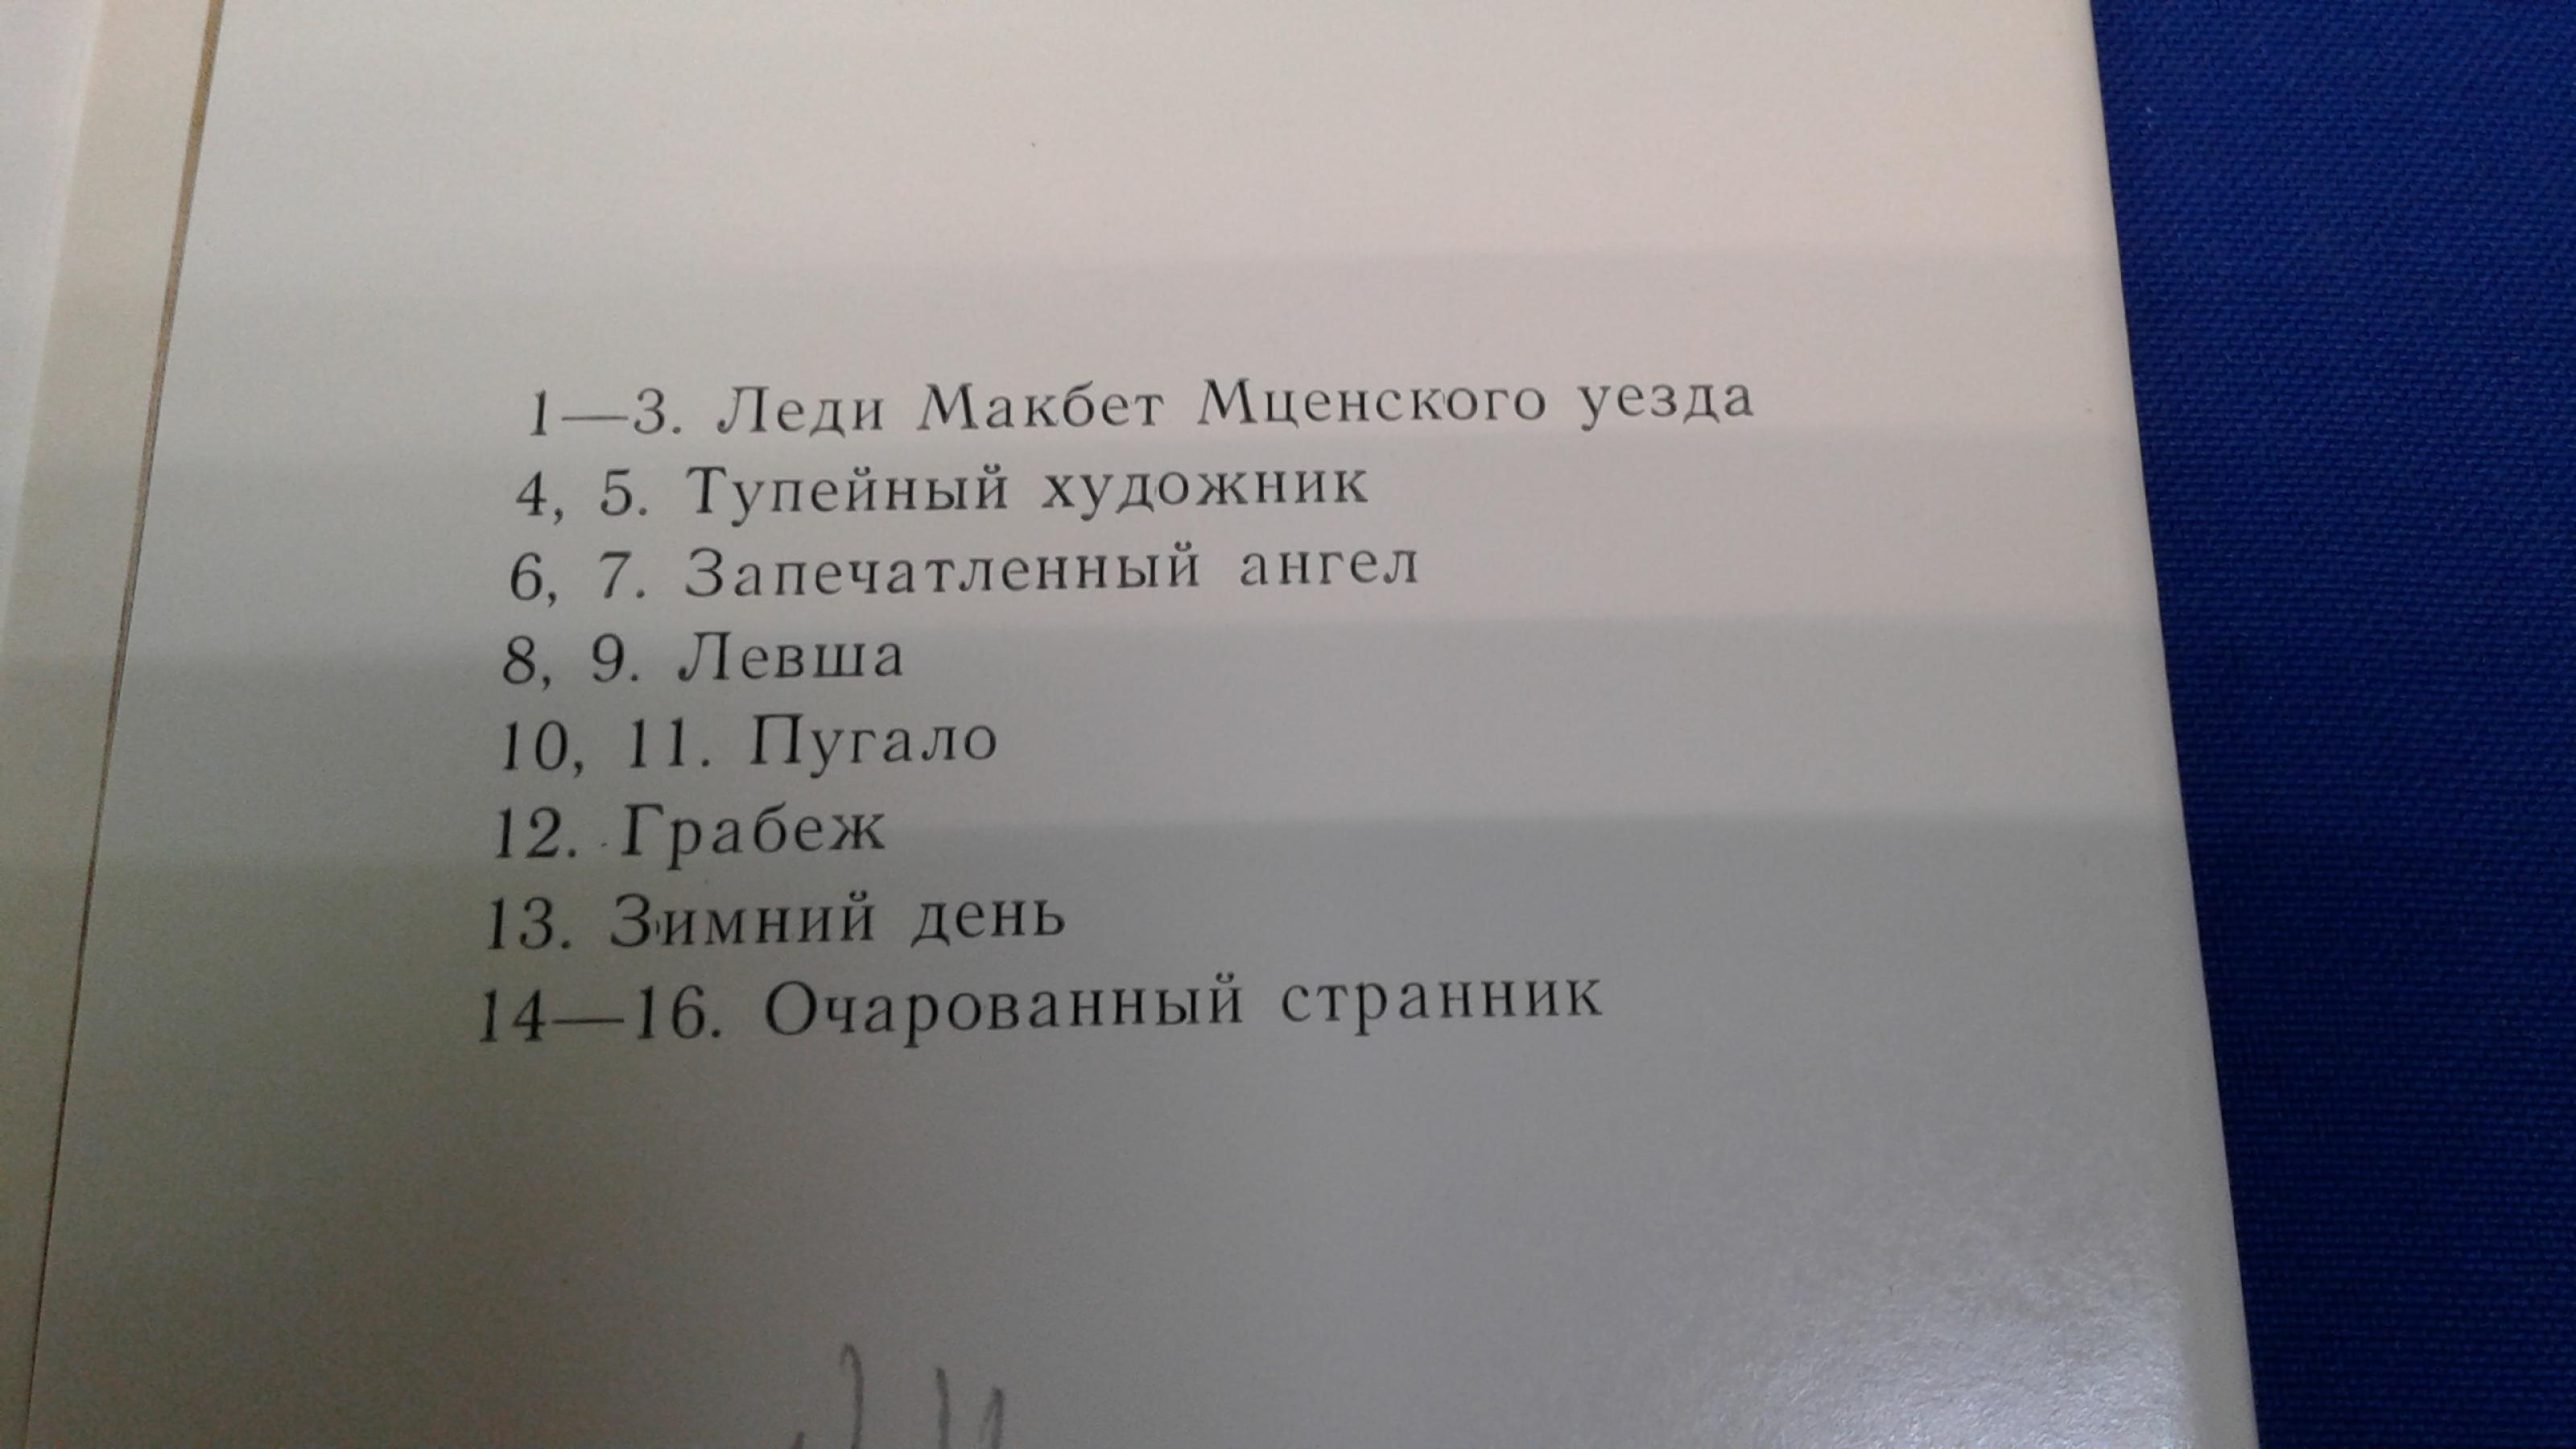 1—3. Леди Макбет Мценского уезда
4, 5. Тупейный художник
6, 7. Запечатленный ангел
8, 9. Левша
10, 11. Пугало
12. Грабеж
13. Зимний день
14—16. Очарованный странник